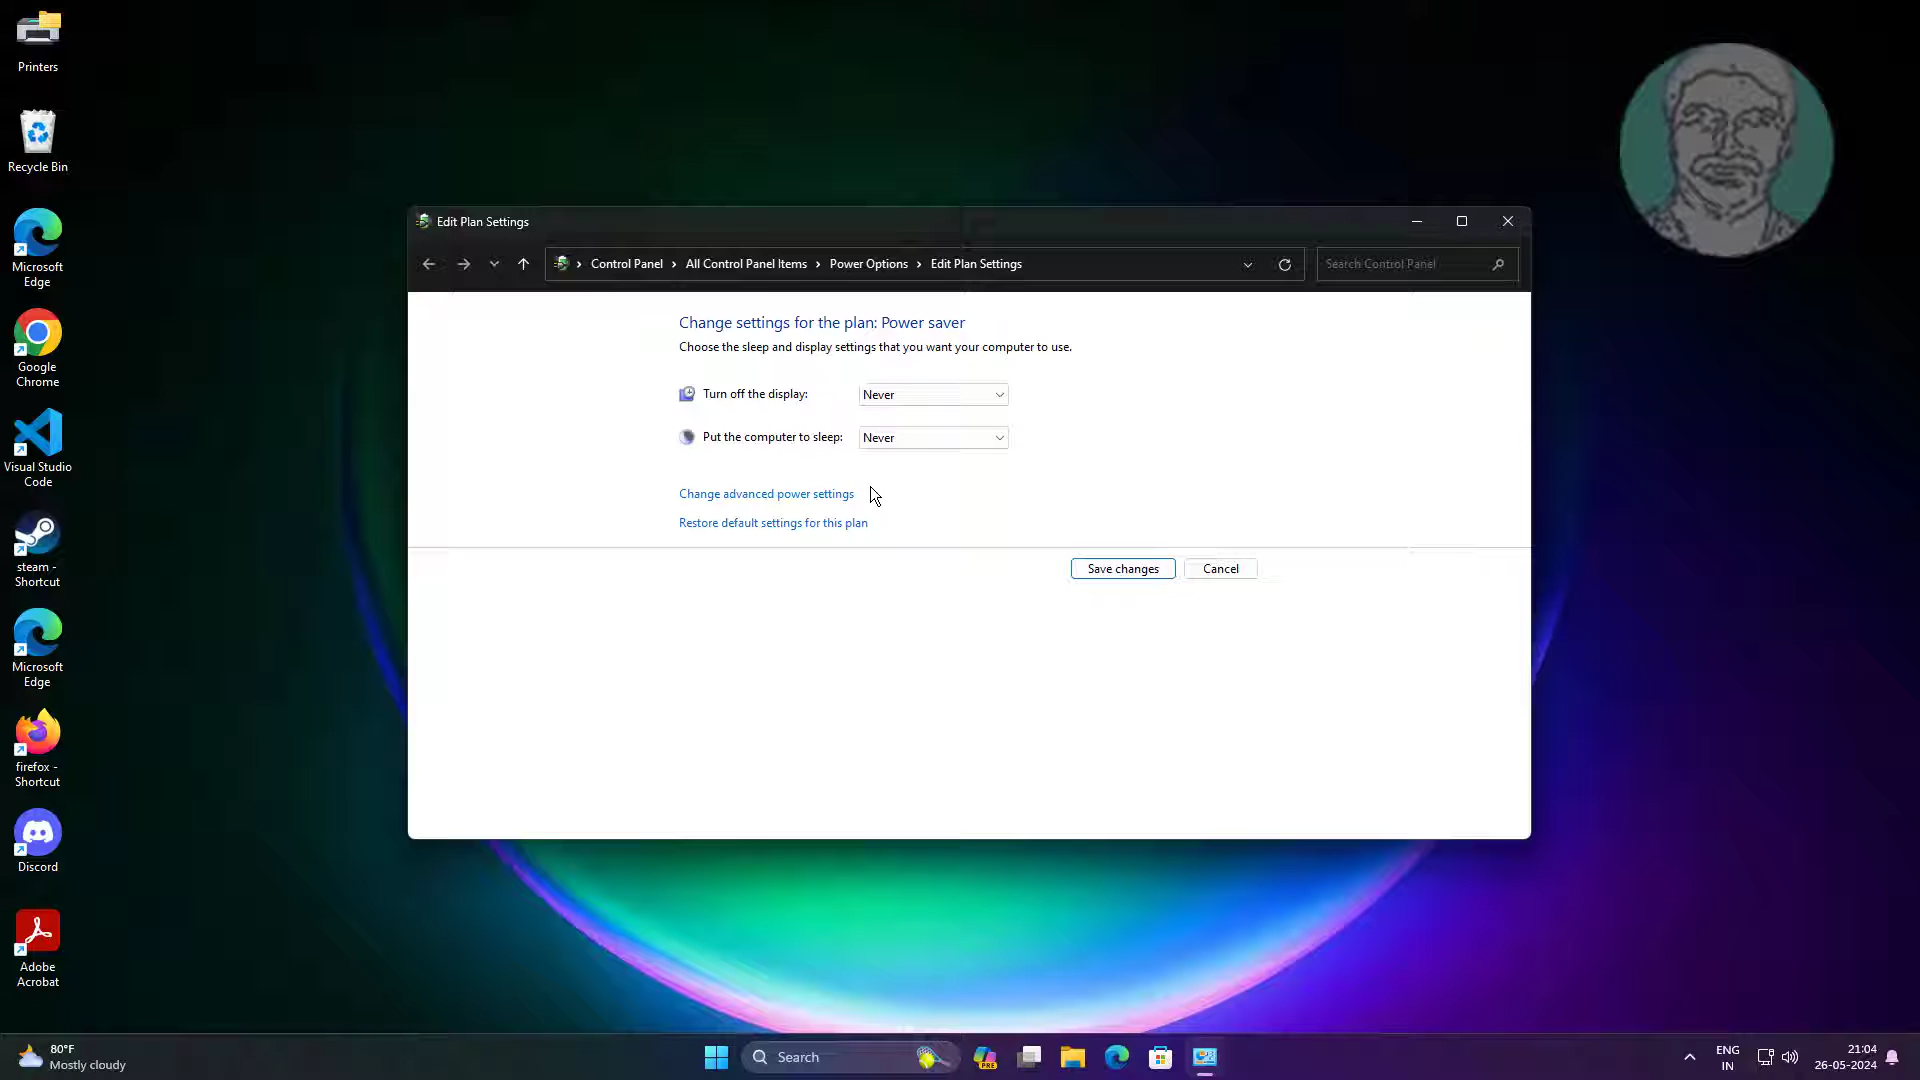 Printers
Recycle Bin
Microsoft
Edge
Google
Chrome
Visual Studio
Code
steam -
Shortcut
Microsoft
Edge
firefox -
Shortcut
Discord
Adobe
Acrobat
Edit Plan Settings
Control Panel > All Control Panel Items > Power Options > Edit Plan Settings
Search Control Panel
Change settings for the plan: Power saver
Choose the sleep and display settings that you want your computer to use.
Turn off the display: Never
Put the computer to sleep: Never
Change advanced power settings
Restore default settings for this plan
Save changes Cancel
80°F
Mostly cloudy
Search
PRE
ENG
IN
21:04
26-05-2024